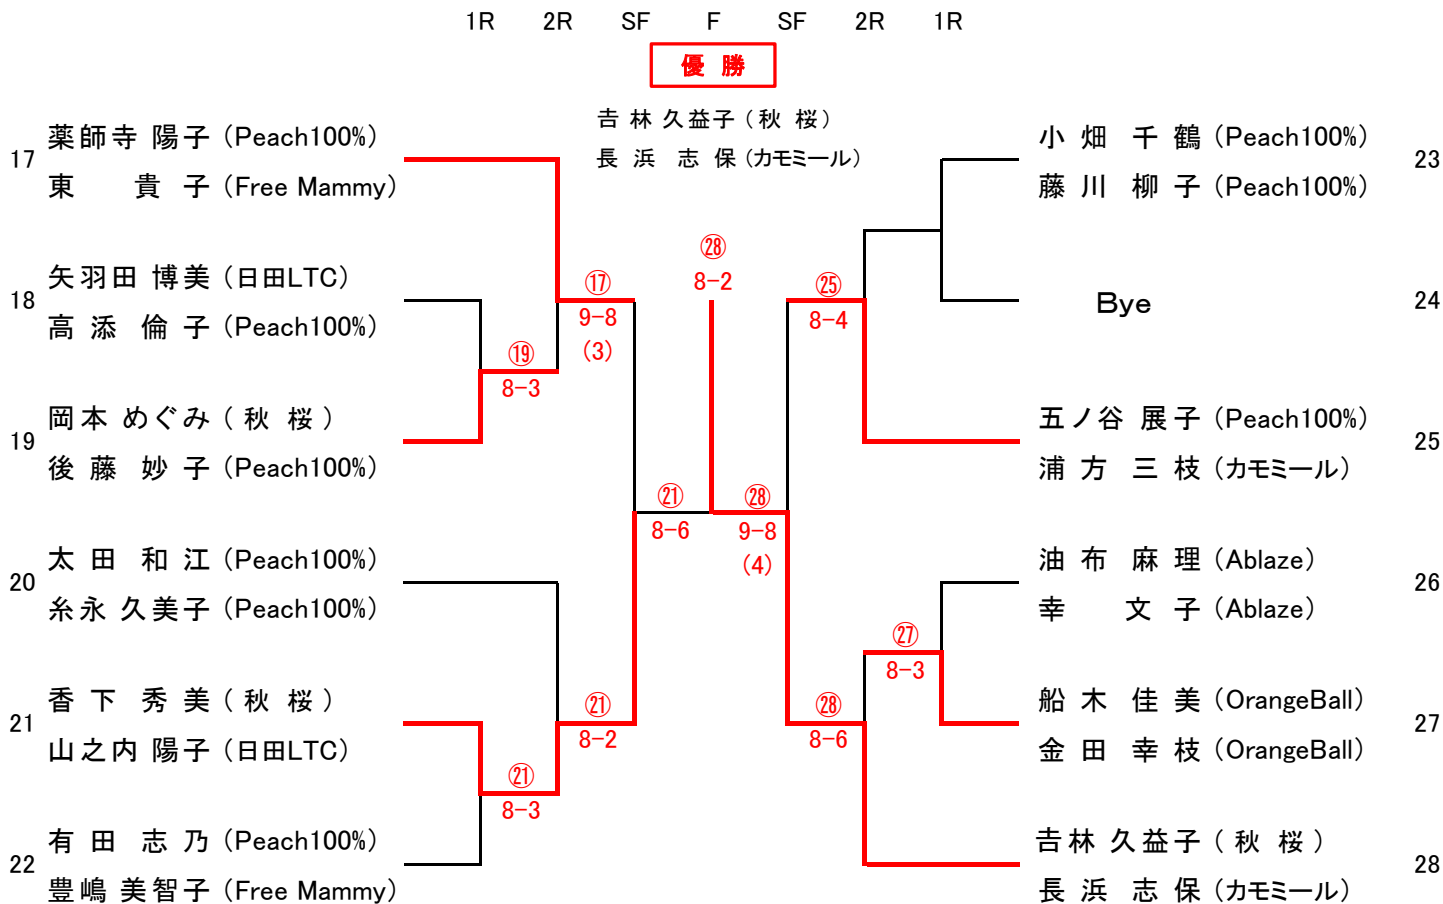 1R 2R SF F SF 2R 1R
優 勝
吉 林 久益子 ( 秋 桜 )
長 浜 志 保 (カモミール)
17 薬師寺 陽子 (Peach100%)
東 貴 子 (Free Mammy)
18 矢羽田 博美 (日田LTC)
高 添 倫 子 (Peach100%)
19 岡本 めぐみ ( 秋 桜 )
後 藤 妙 子 (Peach100%)
20 太 田 和 江 (Peach100%)
糸永 久美子 (Peach100%)
21 香 下 秀 美 ( 秋 桜 )
山之内 陽子 (日田LTC)
22 有 田 志 乃 (Peach100%)
豊嶋 美智子 (Free Mammy)
⑲
8-3
㉑
8-3
⑰
9-8
(3)
㉑
8-2
㉑
8-6
㉘
8-2
㉘
9-8
(4)
㉕
8-4
㉘
8-6
㉗
8-3
小 畑 千 鶴 (Peach100%) 23
藤 川 柳 子 (Peach100%)
Bye 24
五ノ谷 展子 (Peach100%) 25
浦 方 三 枝 (カモミール)
油 布 麻 理 (Ablaze) 26
幸 文 子 (Ablaze)
船 木 佳 美 (OrangeBall) 27
金 田 幸 枝 (OrangeBall)
吉林 久益子 ( 秋 桜 ) 28
長 浜 志 保 (カモミール)